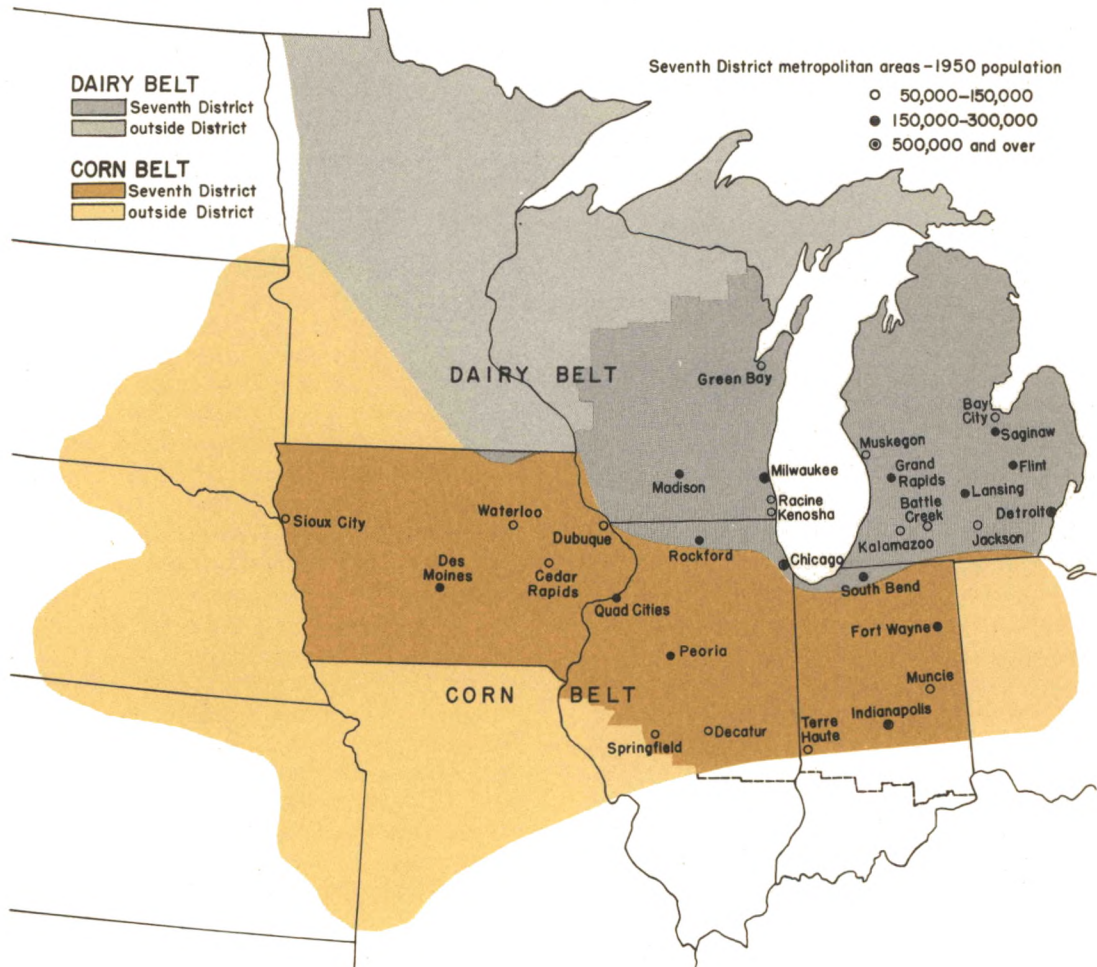 DAIRY BELT
Seventh District
outside District
CORN BELT
Seventh District
outside District
Seventh District metropolitan areas – 1950 population
50,000–150,000
150,000–300,000
500,000 and over
DAIRY BELT
Green Bay
Bay
City
Saginaw
Muskegon
Grand
Rapids
Flint
Milwaukee
Madison
Lansing
Racine
Kenosha
Battle
Creek
Detroit
Kalamazoo
Jackson
Sioux City
Waterloo
Dubuque
Rockford
Chicago
Des
Moines
Cedar
Rapids
South Bend
Quad Cities
Fort Wayne
Peoria
Muncie
CORN BELT
Indianapolis
Terre
Haute
Springfield
Decatur